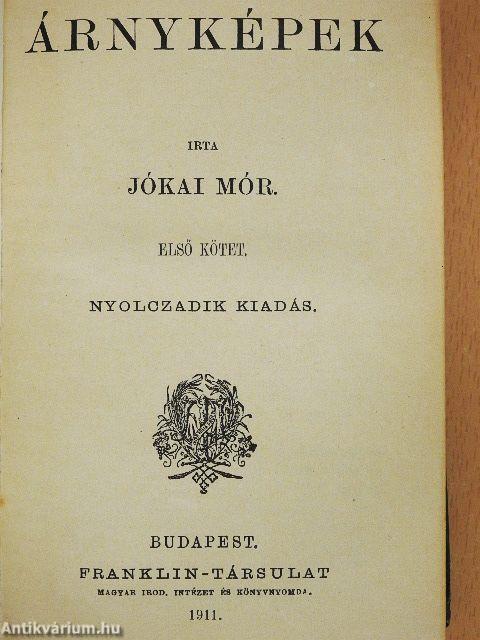 ÁRNYKÉPEK
IRTA
JÓKAI MÓR.
ELSŐ KÖTET.
NYOLCZADIK KIADÁS.
BUDAPEST.
FRANKLIN-TÁRSULAT
MAGYAR IROD. INTÉZET ÉS KÖNYVNYOMDA.
1911.
Antikvárium.hu